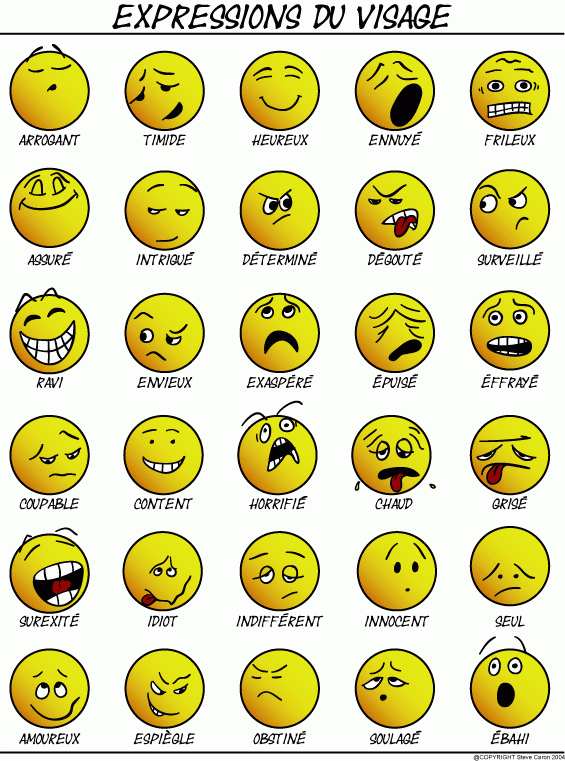 EXPRESSIONS DU VISAGE
ARROGANT TIMIDE HEUREUX ENNUYÉ FRILEUX
ASSURÉ INTRIGUÉ DÉTERMINÉ DÉGOUTÉ SURVEILLÉ
RAVI ENVIEUX EXASPÉRÉ ÉPUISÉ ÉFFRAYÉ
COUPABLE CONTENT HORRIFIÉ CHAUD GRISÉ
SUREXITÉ IDIOT INDIFFÉRENT INNOCENT SEUL
AMOUREUX ESPIÈGLE OBSTINÉ SOULAGÉ ÉBAHI
@COPYRIGHT Steve Caron 2004